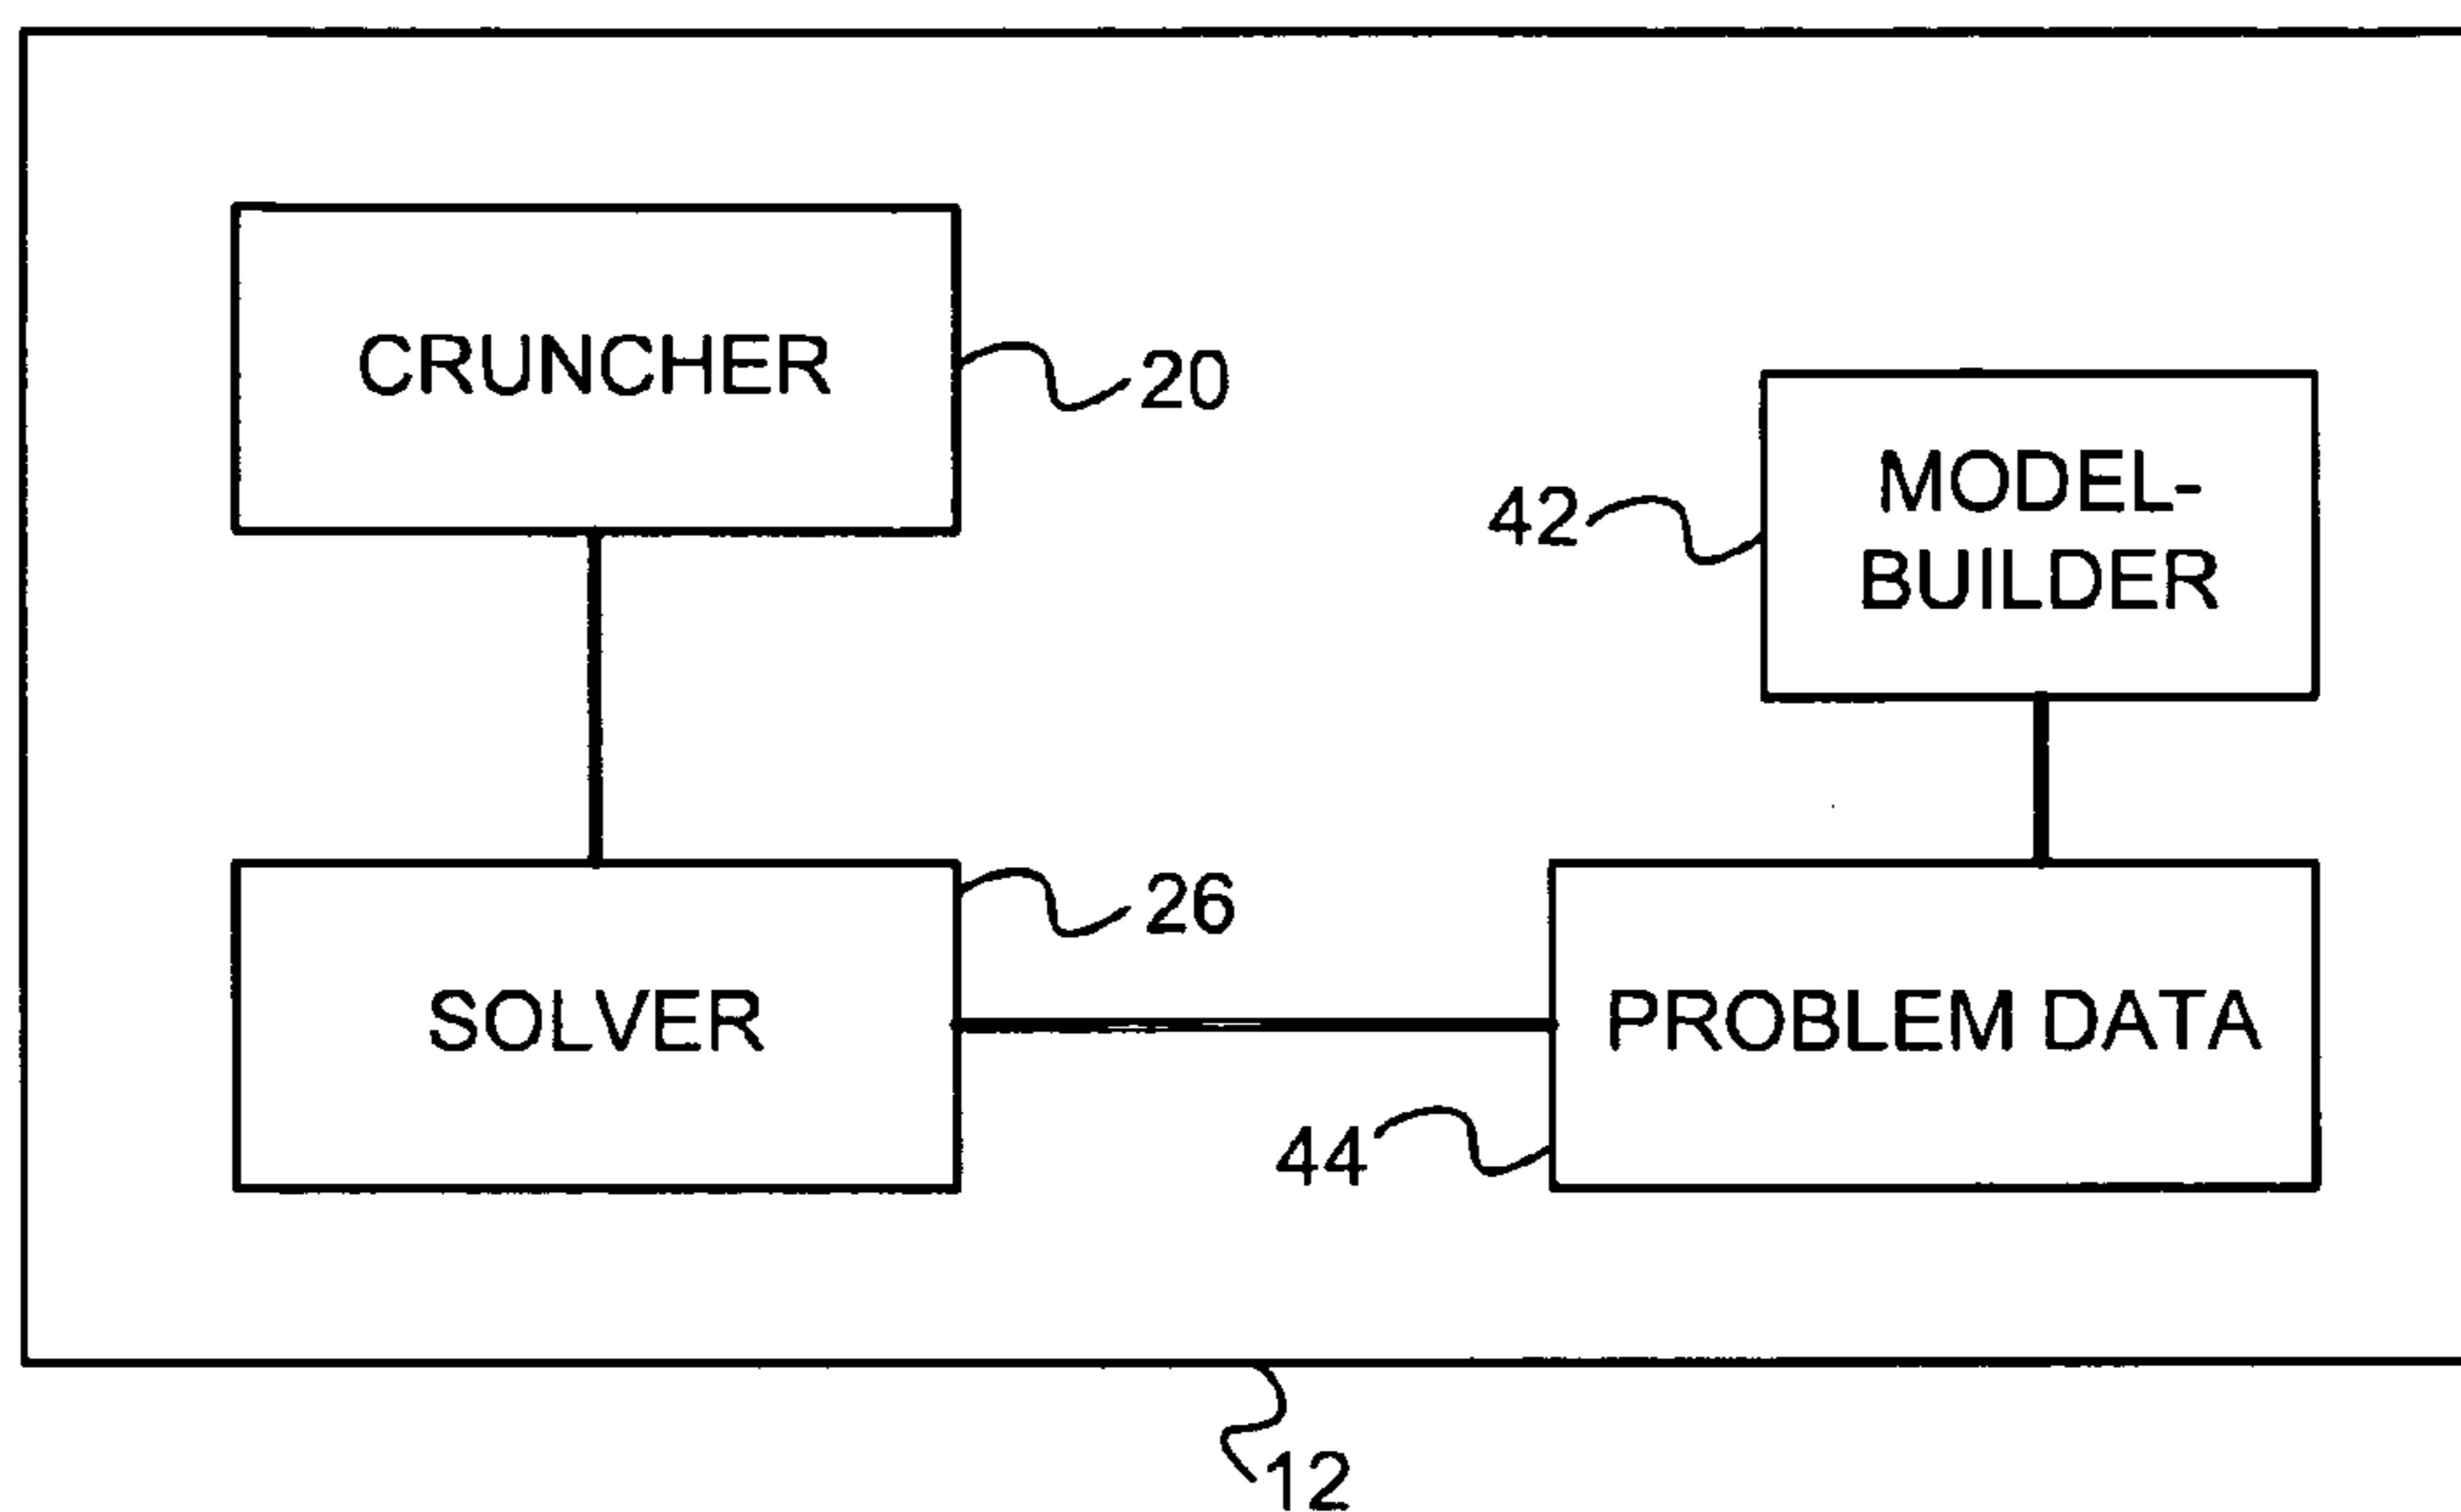 CRUNCHER
20
42
MODEL-
BUILDER
26
SOLVER
PROBLEM DATA
44
12